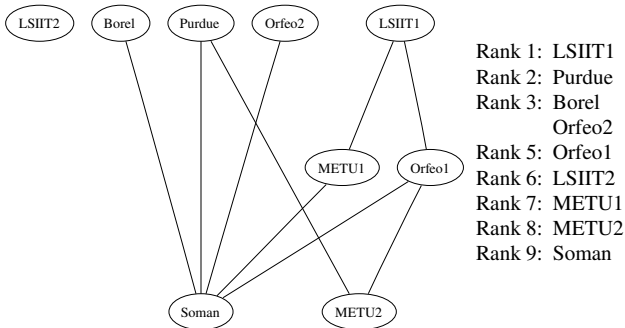 LSIIT2
Borel
Purdue
Orfeo2
LSIIT1
METU1
Orfeo1
Soman
METU2
Rank 1: LSIIT1
Rank 2: Purdue
Rank 3: Borel
Orfeo2
Rank 5: Orfeo1
Rank 6: LSIIT2
Rank 7: METU1
Rank 8: METU2
Rank 9: Soman